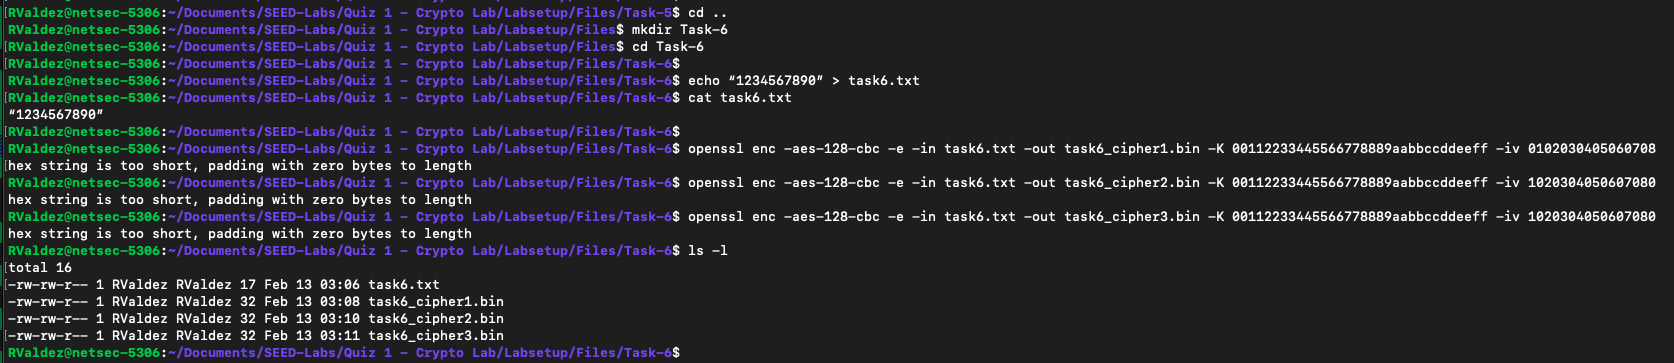 RValdez@netsec-5306:~/Documents/SEED-Labs/Quiz 1 - Crypto Lab/Labsetup/Files/Task-5$ cd ..
RValdez@netsec-5306:~/Documents/SEED-Labs/Quiz 1 - Crypto Lab/Labsetup/Files$ mkdir Task-6
RValdez@netsec-5306:~/Documents/SEED-Labs/Quiz 1 - Crypto Lab/Labsetup/Files$ cd Task-6
RValdez@netsec-5306:~/Documents/SEED-Labs/Quiz 1 - Crypto Lab/Labsetup/Files/Task-6$
RValdez@netsec-5306:~/Documents/SEED-Labs/Quiz 1 - Crypto Lab/Labsetup/Files/Task-6$ echo “1234567890” > task6.txt
RValdez@netsec-5306:~/Documents/SEED-Labs/Quiz 1 - Crypto Lab/Labsetup/Files/Task-6$ cat task6.txt
“1234567890”
RValdez@netsec-5306:~/Documents/SEED-Labs/Quiz 1 - Crypto Lab/Labsetup/Files/Task-6$
RValdez@netsec-5306:~/Documents/SEED-Labs/Quiz 1 - Crypto Lab/Labsetup/Files/Task-6$ openssl enc -aes-128-cbc -e -in task6.txt -out task6_cipher1.bin -K 00112233445566778889aabbccddeeff -iv 0102030405060708
hex string is too short, padding with zero bytes to length
RValdez@netsec-5306:~/Documents/SEED-Labs/Quiz 1 - Crypto Lab/Labsetup/Files/Task-6$ openssl enc -aes-128-cbc -e -in task6.txt -out task6_cipher2.bin -K 00112233445566778889aabbccddeeff -iv 1020304050607080
hex string is too short, padding with zero bytes to length
RValdez@netsec-5306:~/Documents/SEED-Labs/Quiz 1 - Crypto Lab/Labsetup/Files/Task-6$ openssl enc -aes-128-cbc -e -in task6.txt -out task6_cipher3.bin -K 00112233445566778889aabbccddeeff -iv 1020304050607080
hex string is too short, padding with zero bytes to length
RValdez@netsec-5306:~/Documents/SEED-Labs/Quiz 1 - Crypto Lab/Labsetup/Files/Task-6$ ls -l
total 16
-rw-rw-r-- 1 RValdez RValdez 17 Feb 13 03:06 task6.txt
-rw-rw-r-- 1 RValdez RValdez 32 Feb 13 03:08 task6_cipher1.bin
-rw-rw-r-- 1 RValdez RValdez 32 Feb 13 03:10 task6_cipher2.bin
-rw-rw-r-- 1 RValdez RValdez 32 Feb 13 03:11 task6_cipher3.bin
RValdez@netsec-5306:~/Documents/SEED-Labs/Quiz 1 - Crypto Lab/Labsetup/Files/Task-6$